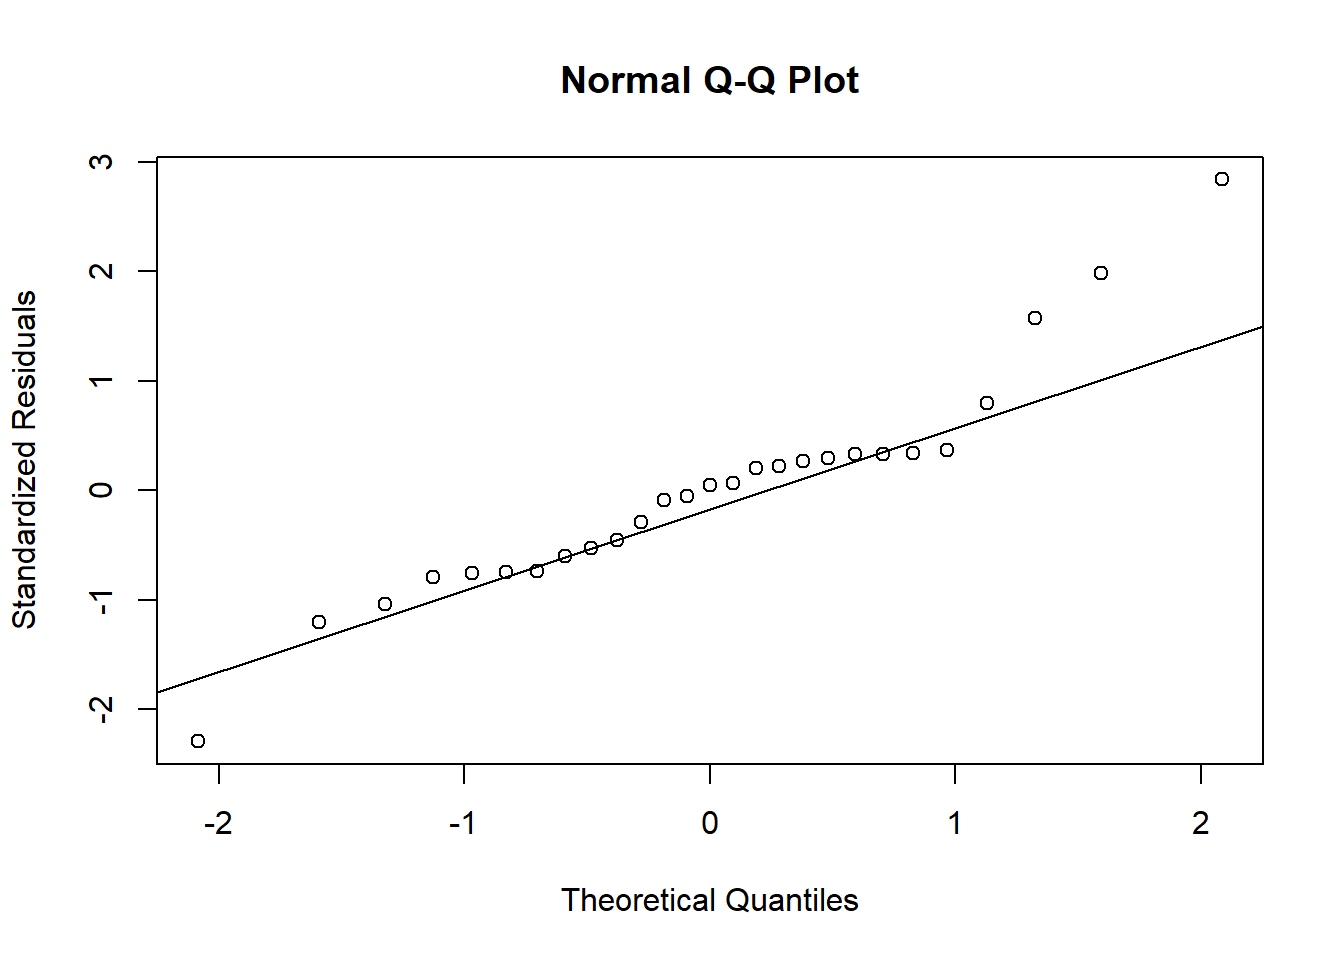 Normal Q-Q Plot
3
2
1
0
-1
-2
Standardized Residuals
-2 -1 0 1 2
Theoretical Quantiles